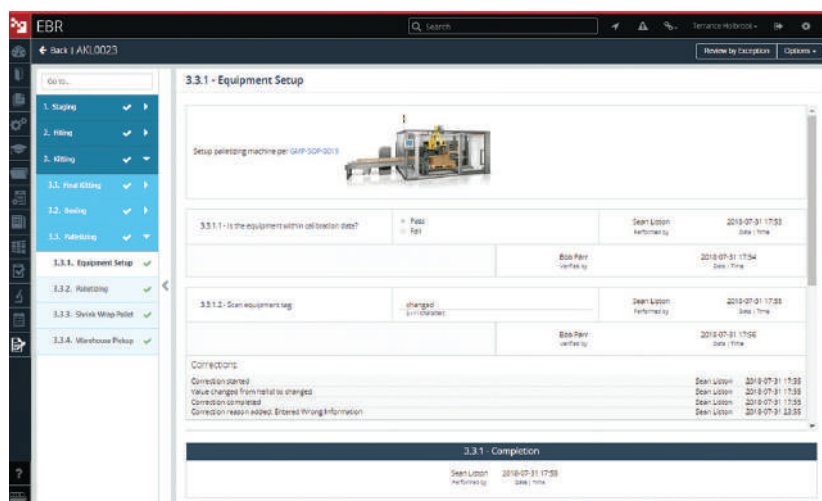 EBR
Search
Terrance Holbrook
Back | AKL0023
Review by Exception
Options
Go to...
3.3.1 - Equipment Setup
1. Staging
2. Filling
3. Kitting
3.1. Final Kitting
3.2. Boxing
3.3. Palletizing
3.3.1. Equipment Setup
3.3.2. Palletizing
3.3.3. Shrink Wrap Pallet
3.3.4. Warehouse Pickup
Setup palletizing machine per GMP-SOP-0019
3.3.1.1 - Is the equipment within calibration date?
Pass
Fail
Sean Liston
Performed by
2018-07-31 17:53
Date | Time
Bob Parr
Verified by
2018-07-31 17:54
Date | Time
3.3.1.2 - Scan equipment tag
changed
Sean Liston
Performed by
2018-07-31 17:55
Date | Time
Bob Parr
Verified by
2018-07-31 17:56
Date | Time
Corrections
Correction started Sean Liston 2018-07-31 17:55
Value changed from hello! to changed Sean Liston 2018-07-31 17:55
Correction completed Sean Liston 2018-07-31 17:55
Correction reason added: Entered Wrong Information Sean Liston 2018-07-31 23:55
3.3.1 - Completion
Sean Liston
Performed by
2018-07-31 17:58
Date | Time
?